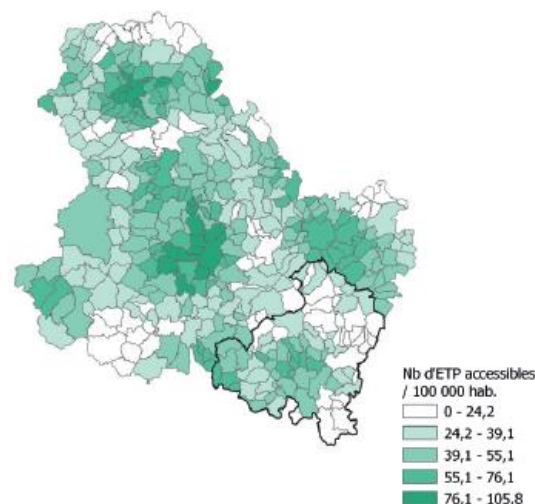 Nb d'ETP accessibles
/ 100 000 hab.
0 - 24,2
24,2 - 39,1
39,1 - 55,1
55,1 - 76,1
76,1 - 105,8